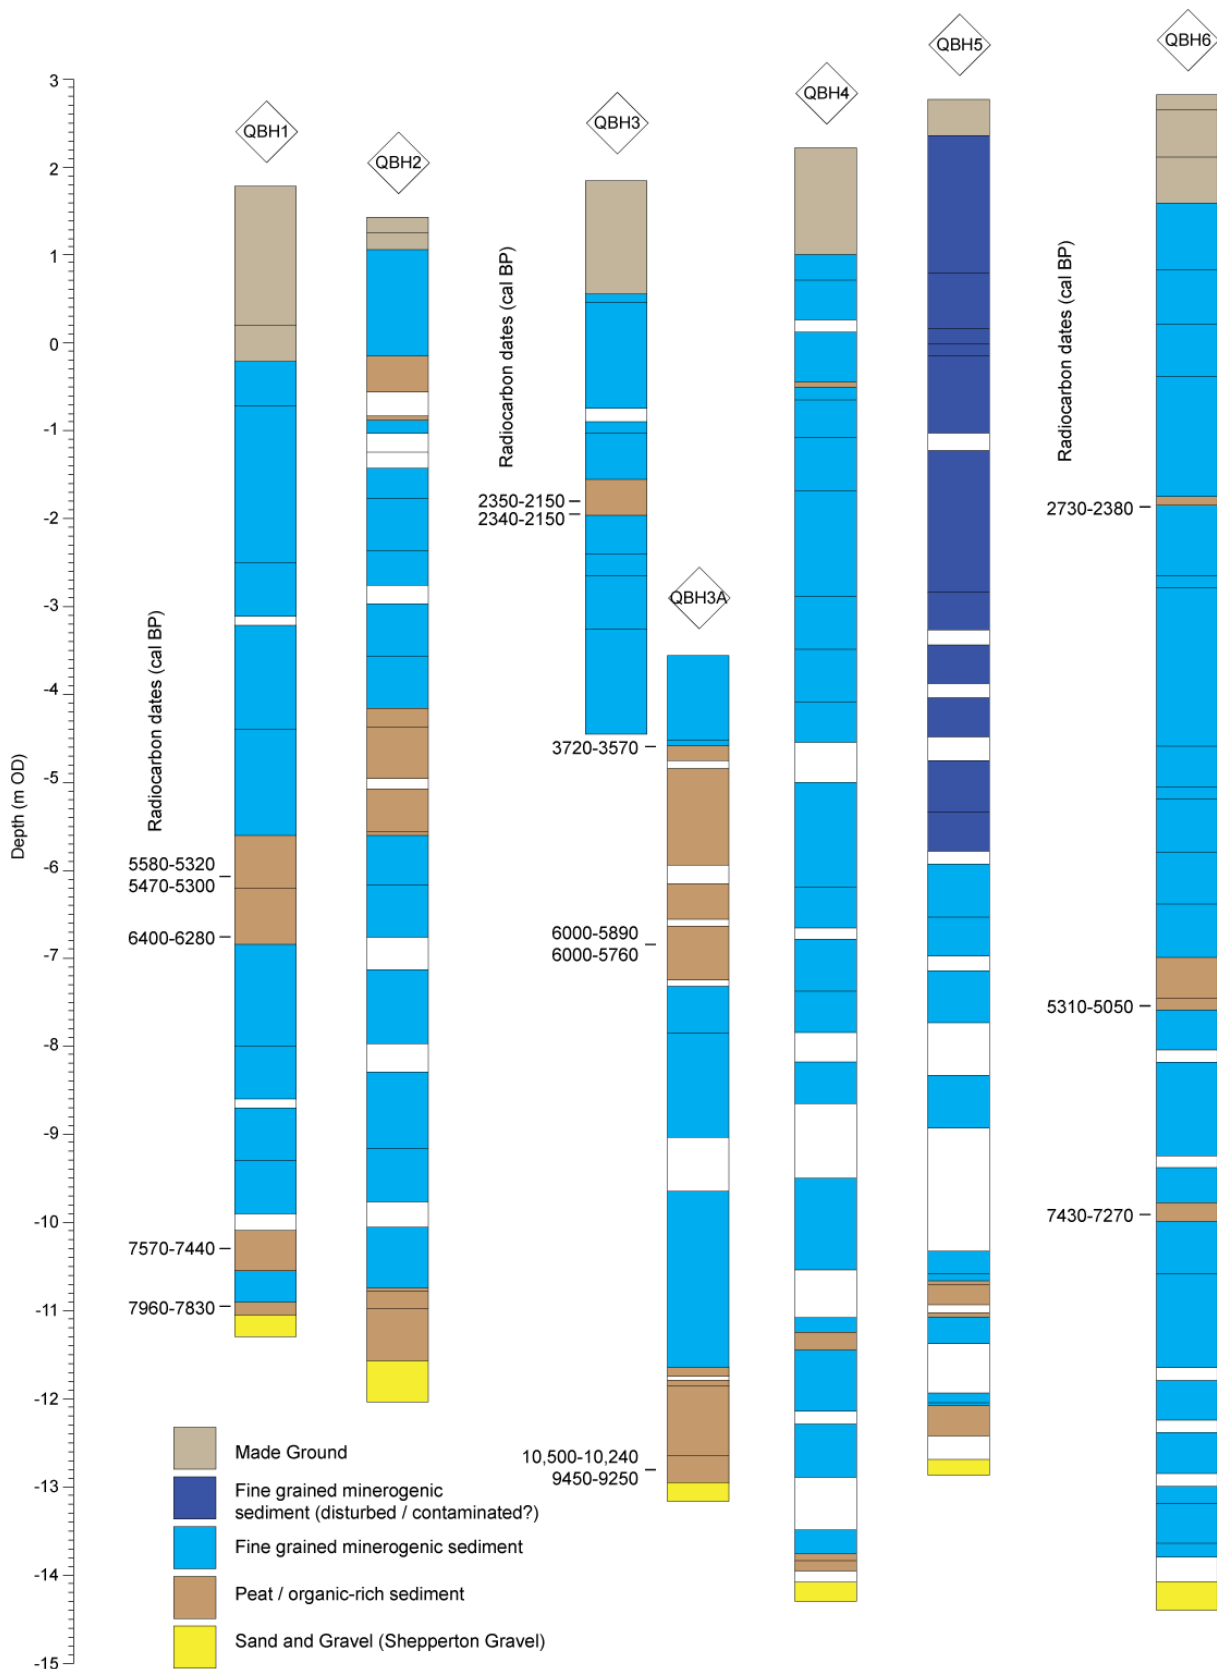 QBH5
QBH6
QBH4
QBH3
QBH1
QBH2
QBH3A
3
2
1
0
-1
-2
-3
-4
-5
-6
-7
-8
-9
-10
-11
-12
-13
-14
-15
Depth (m OD)
Radiocarbon dates (cal BP)
5580-5320
5470-5300
6400-6280
7570-7440
7960-7830
Radiocarbon dates (cal BP)
2350-2150
2340-2150
3720-3570
6000-5890
6000-5760
10,500-10,240
9450-9250
Radiocarbon dates (cal BP)
2730-2380
5310-5050
7430-7270
Made Ground
Fine grained minerogenic
sediment (disturbed / contaminated?)
Fine grained minerogenic sediment
Peat / organic-rich sediment
Sand and Gravel (Shepperton Gravel)